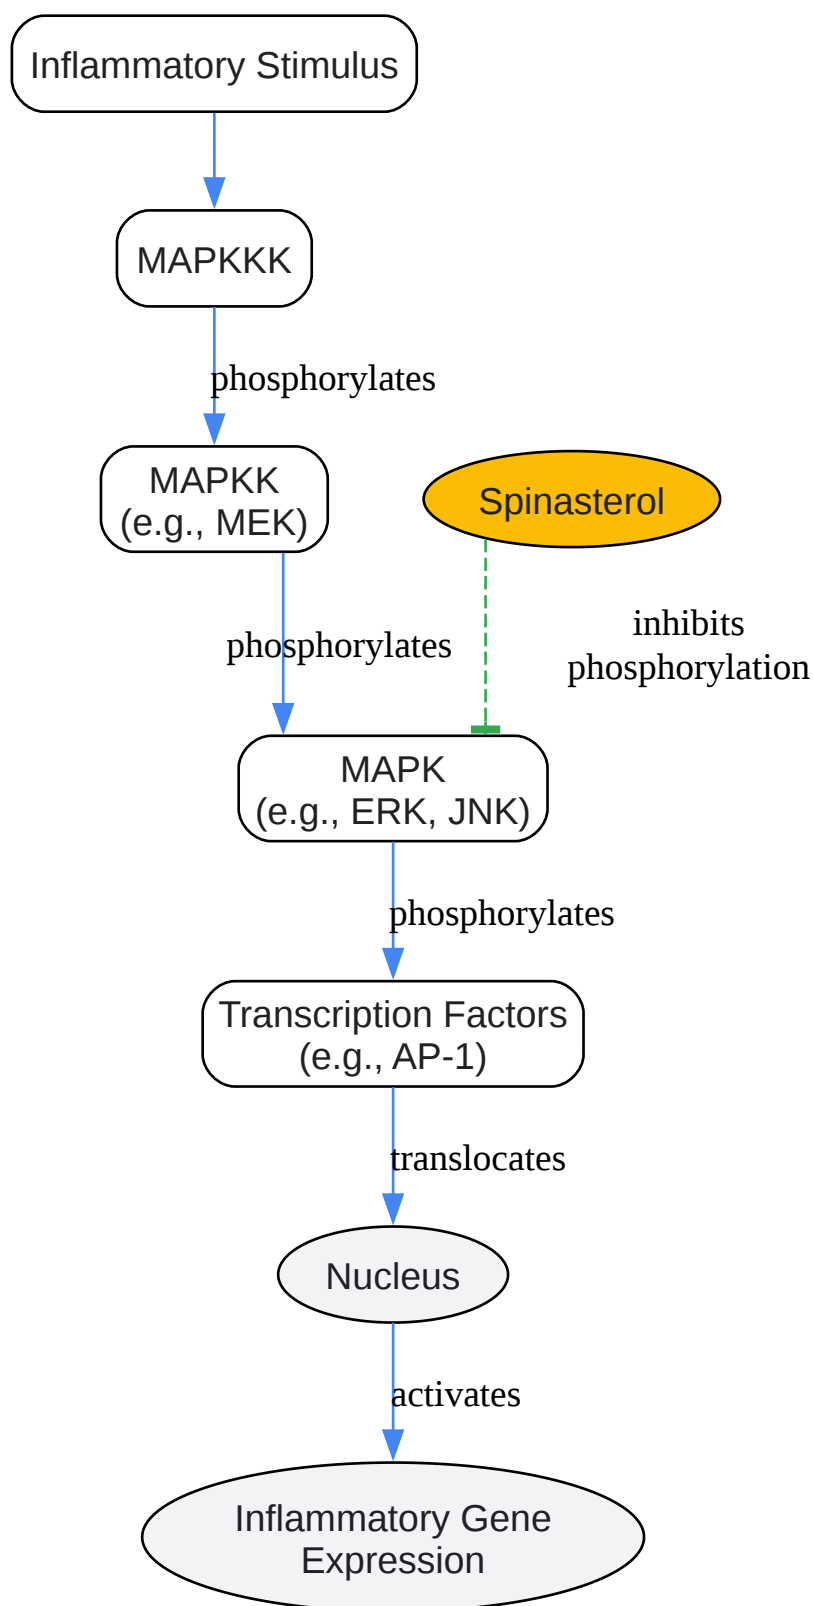 Inflammatory Stimulus
MAPKKK
phosphorylates
MAPKK
(e.g., MEK)
Spinasterol
phosphorylates
inhibits
phosphorylation
MAPK
(e.g., ERK, JNK)
phosphorylates
Transcription Factors
(e.g., AP-1)
translocates
Nucleus
activates
Inflammatory Gene
Expression